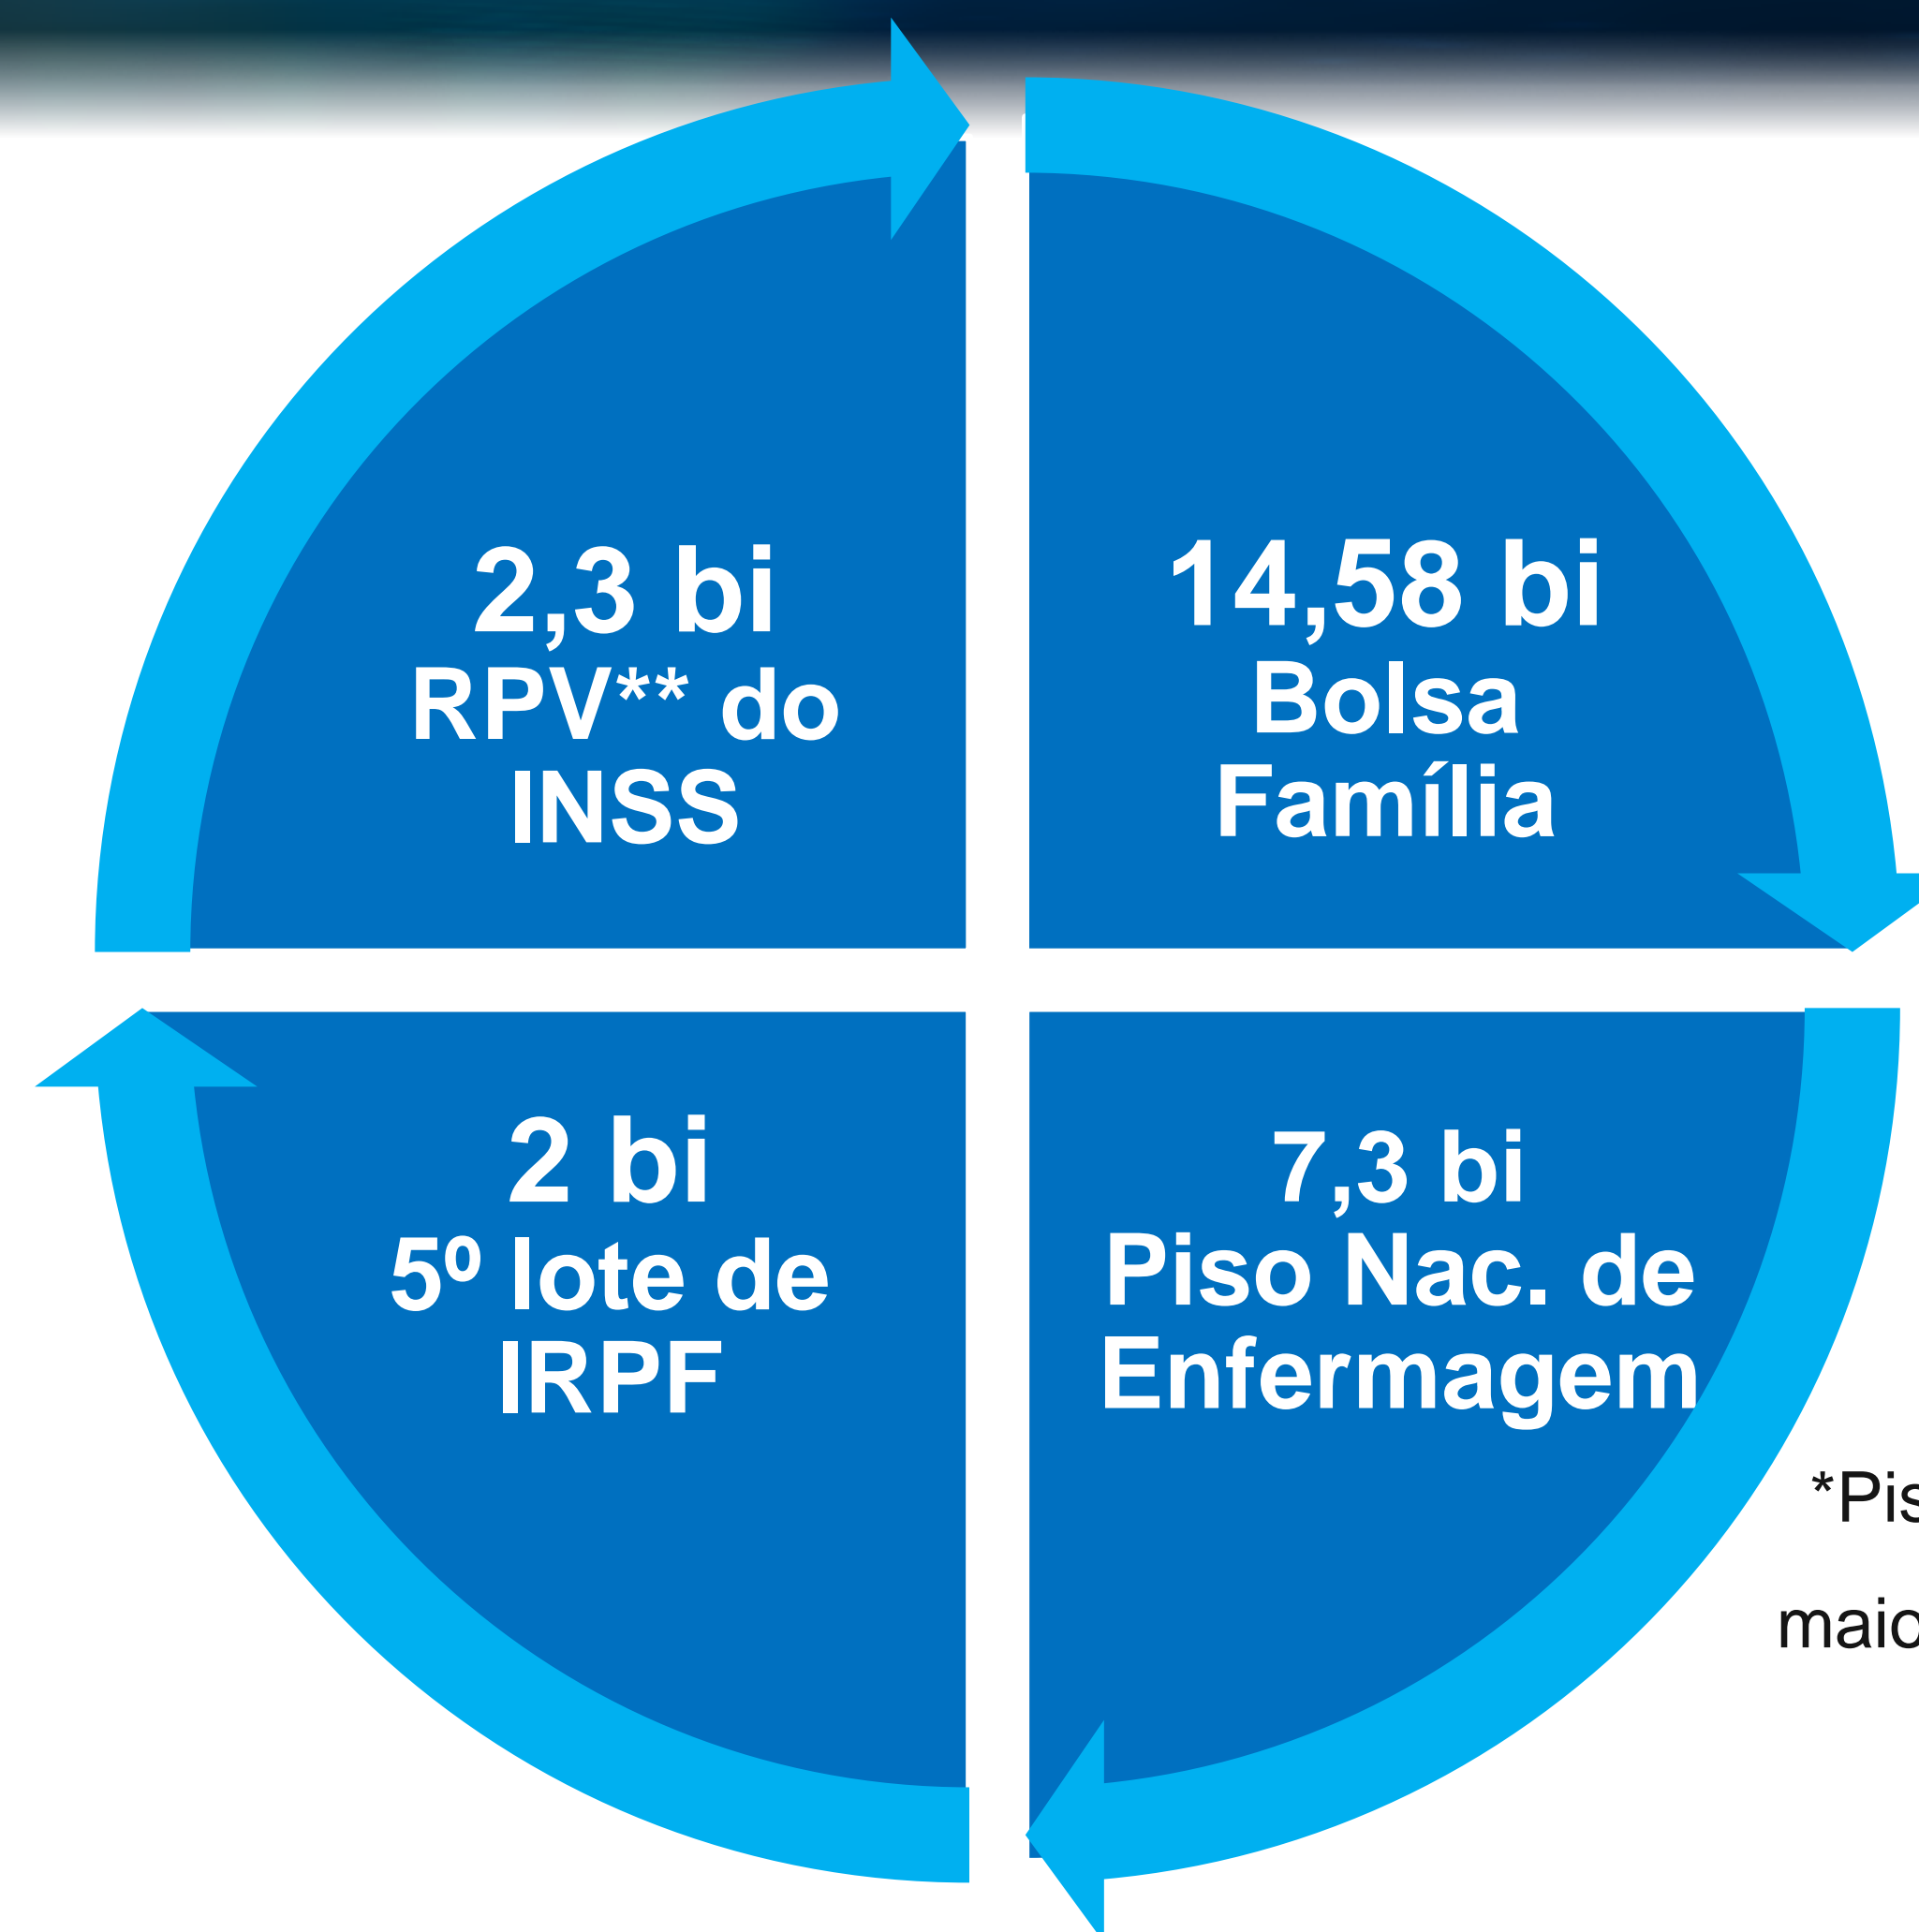 2,3 bi
RPV** do
INSS
14,58 bi
Bolsa
Família
2 bi
5º lote de
IRPF
7,3 bi
Piso Nac. de
Enfermagem